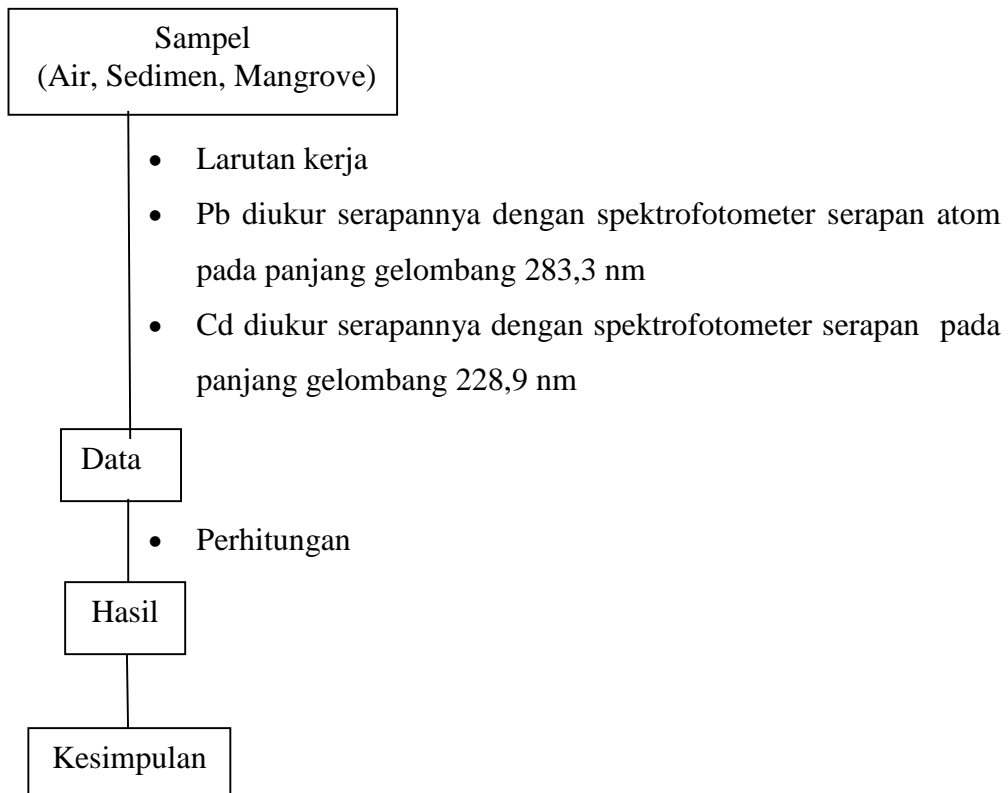 Sampel
(Air, Sedimen, Mangrove)
• Larutan kerja
• Pb diukur serapannya dengan spektrofotometer serapan atom
pada panjang gelombang 283,3 nm
• Cd diukur serapannya dengan spektrofotometer serapan pada
panjang gelombang 228,9 nm
Data
• Perhitungan
Hasil
Kesimpulan